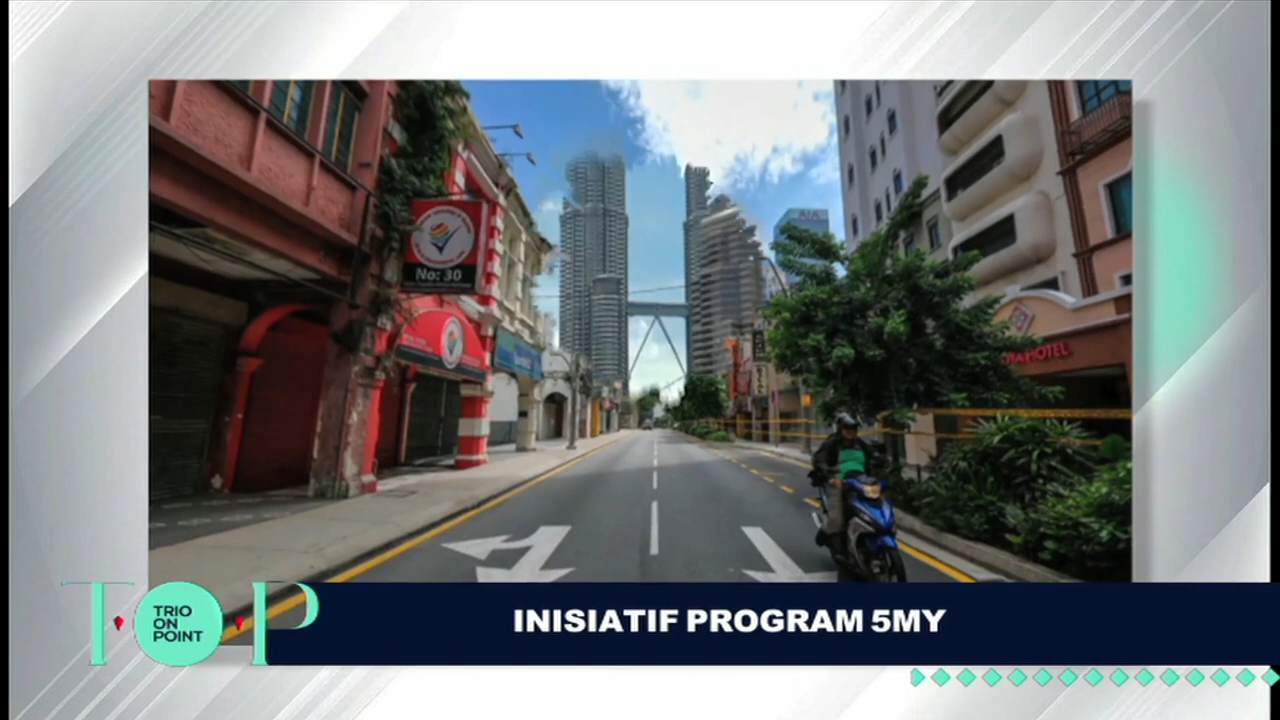 No: 30
AIA
HOTEL
TRIO
ON
POINT
T P
INISIATIF PROGRAM 5MY